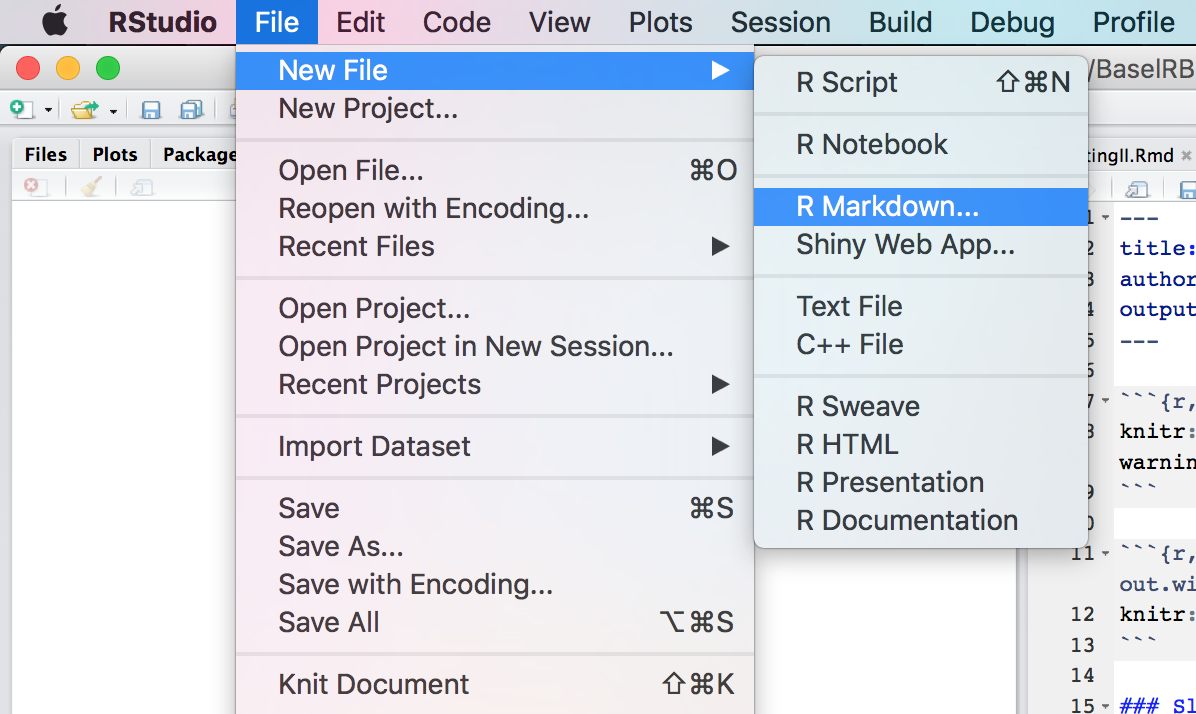 RStudio File Edit Code View Plots Session Build Debug Profile
/BaselRB
Files Plots Package
New File
New Project...
Open File... ⌘O
Reopen with Encoding...
Recent Files
Open Project...
Open Project in New Session...
Recent Projects
Import Dataset
Save ⌘S
Save As...
Save with Encoding...
Save All ⌥⌘S
Knit Document ⇧⌘K
R Script ⇧⌘N
R Notebook
R Markdown...
Shiny Web App...
Text File
C++ File
R Sweave
R HTML
R Presentation
R Documentation
tingII.Rmd
1 ---
2 title:
3 author
4 output
5 ---
6
7 ```{r,
8 knitr:
warnin
9 ```
0
11 ```{r,
out.wi
12 knitr:
13 ```
14
15 ### Sl